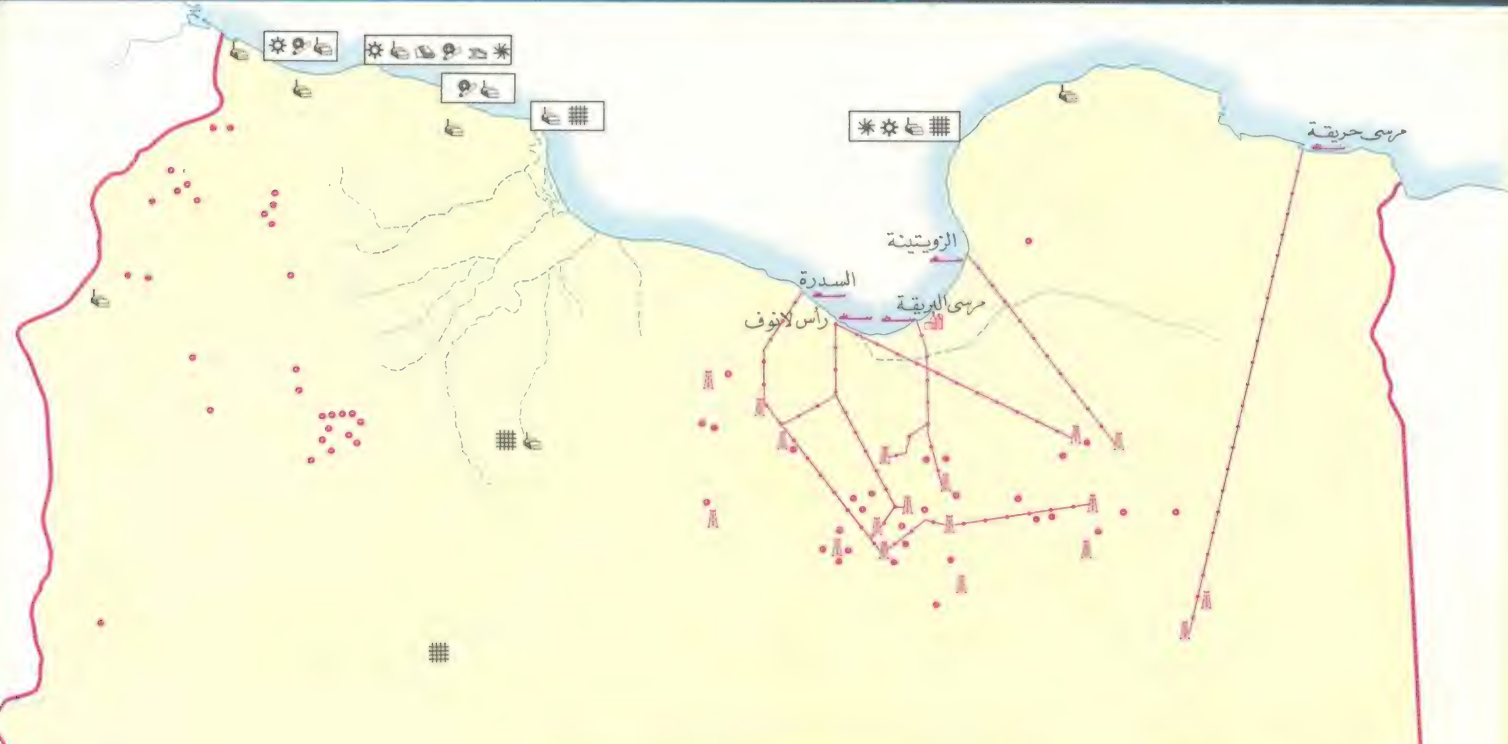 مرسى حريقة
الزويتينة
السدرة
مرسى البريقة
رأس لانوف